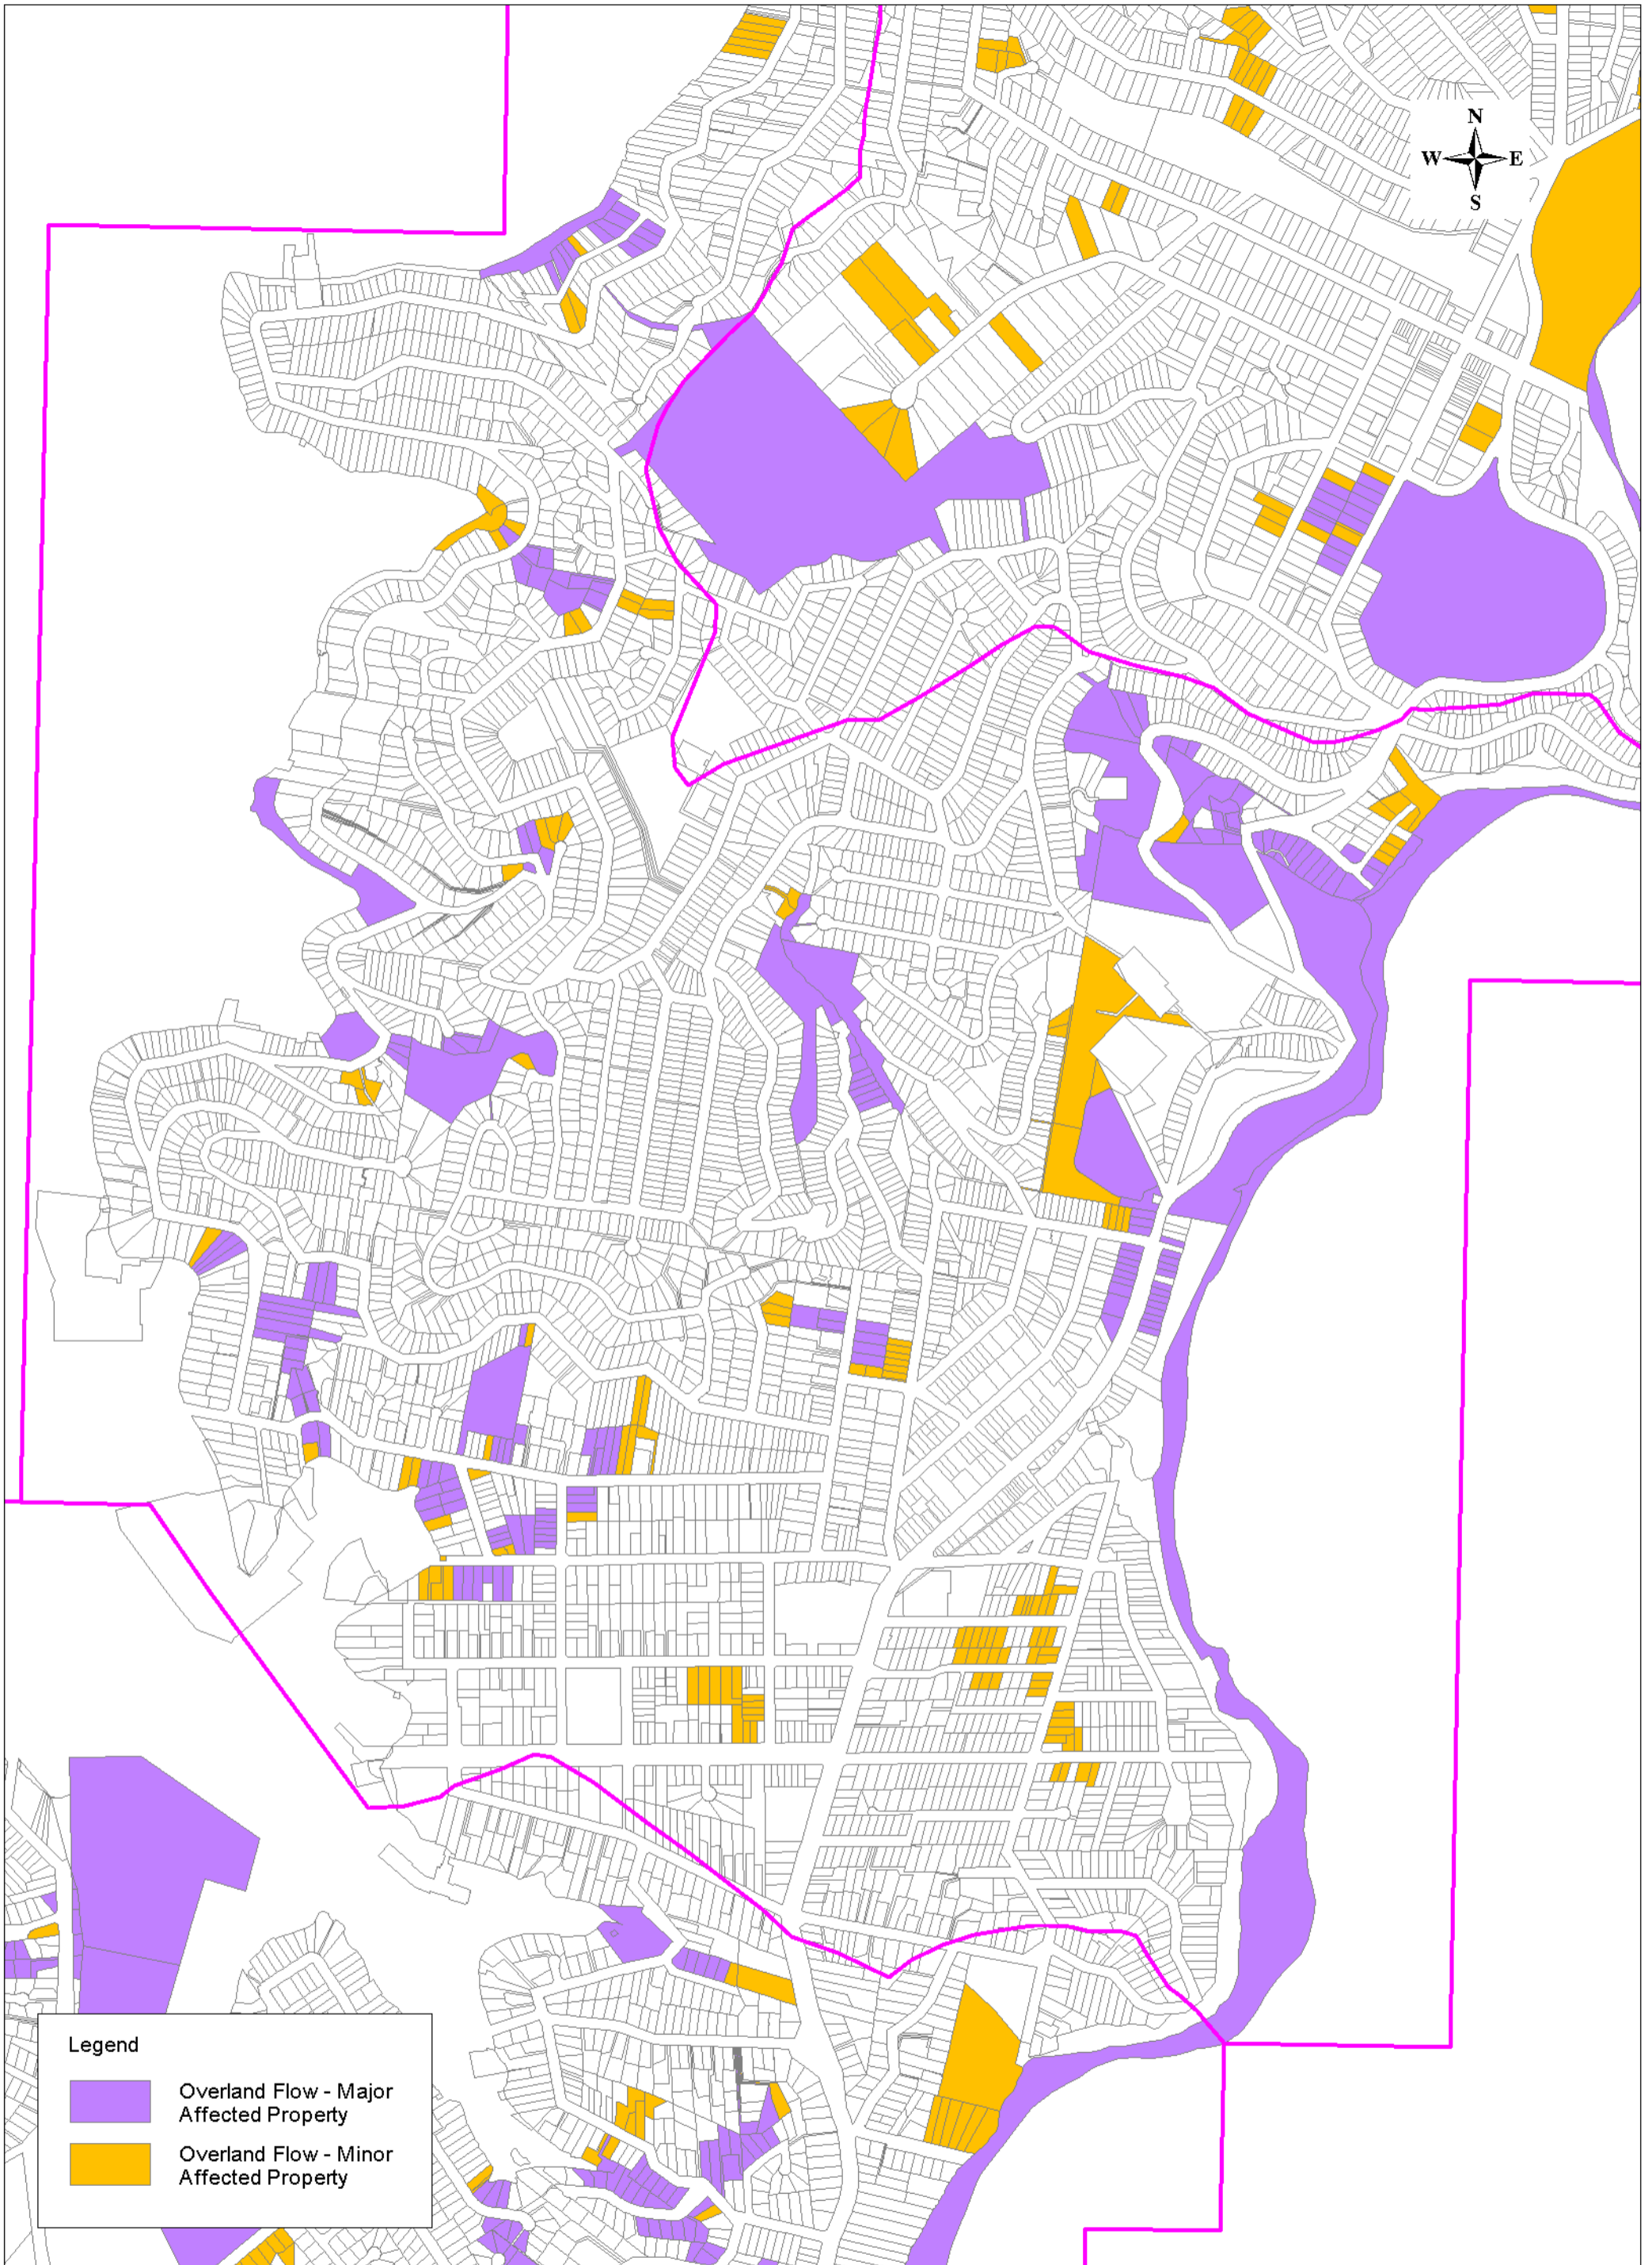 N
W E
S
Legend
Overland Flow - Major
Affected Property
Overland Flow - Minor
Affected Property